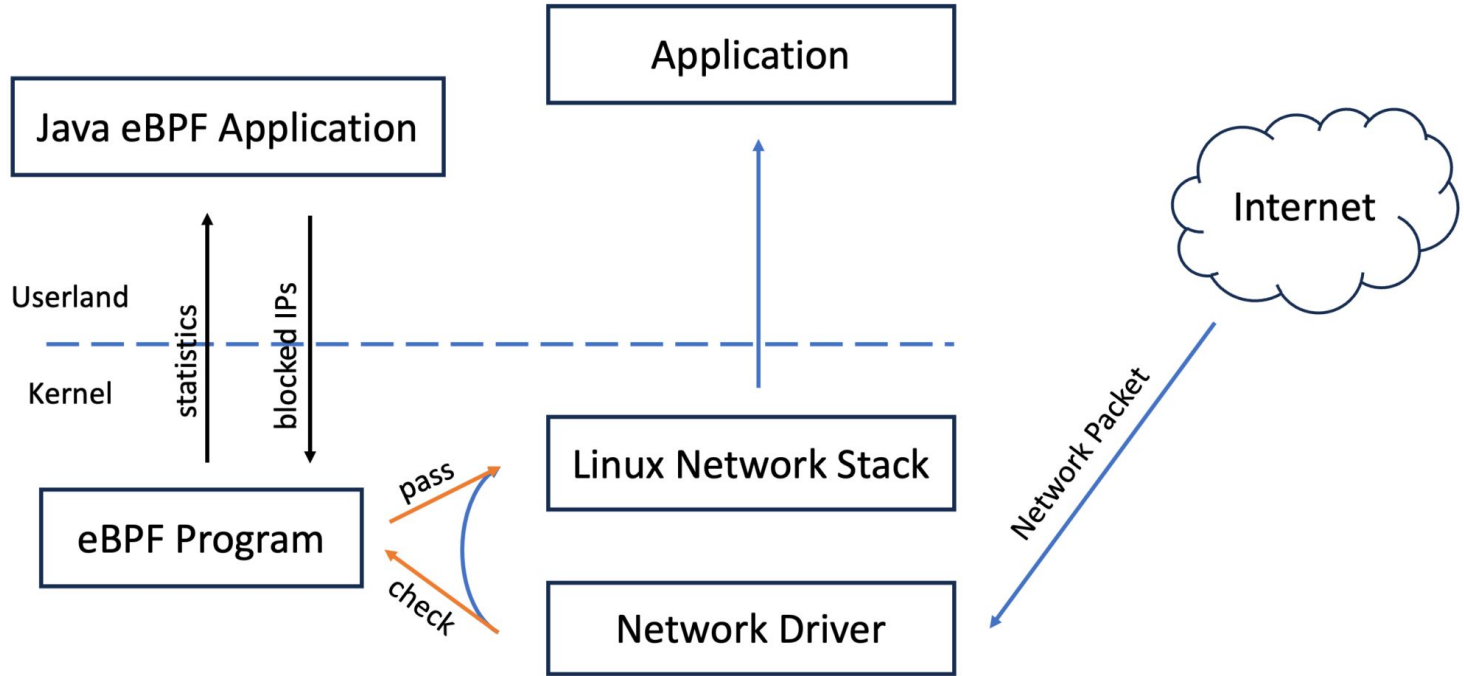 Application
Java eBPF Application
Internet
Userland
statistics
blocked IPs
Kernel
Network Packet
pass
Linux Network Stack
eBPF Program
check
Network Driver